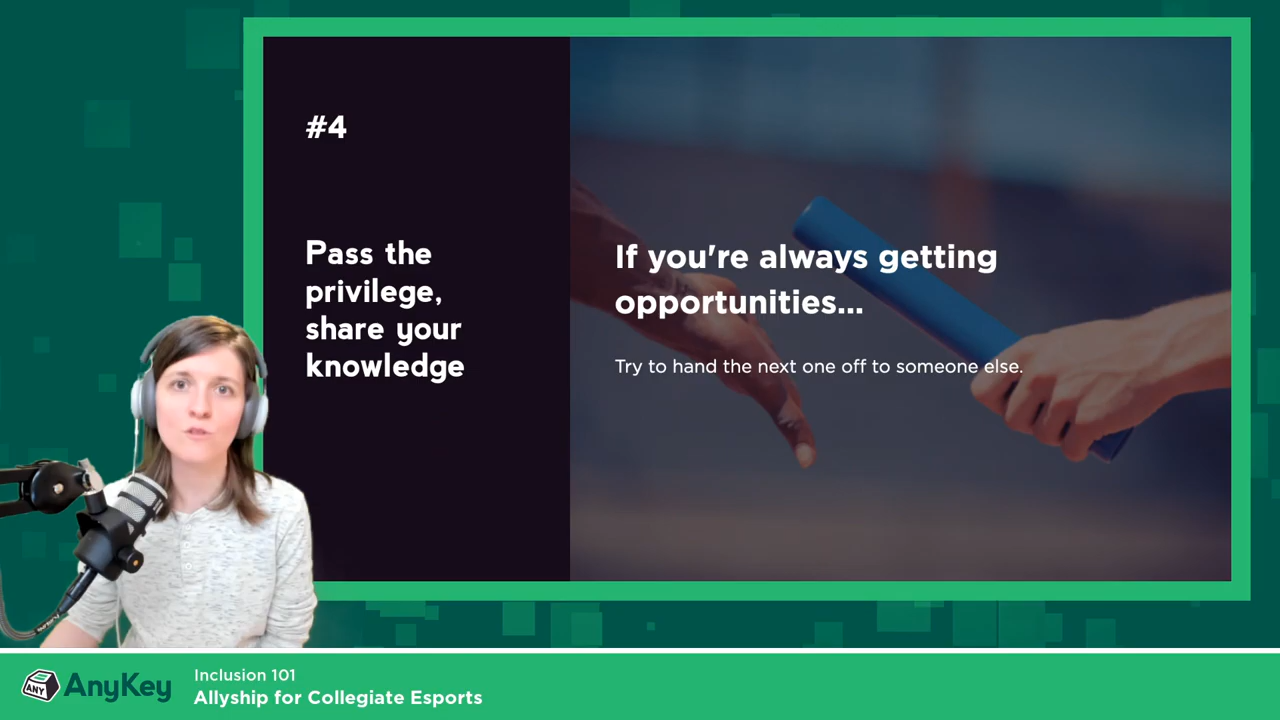 #4
Pass the
privilege,
share your
knowledge
If you're always getting
opportunities...
Try to hand the next one off to someone else.
ANY
AnyKey
Inclusion 101
Allyship for Collegiate Esports